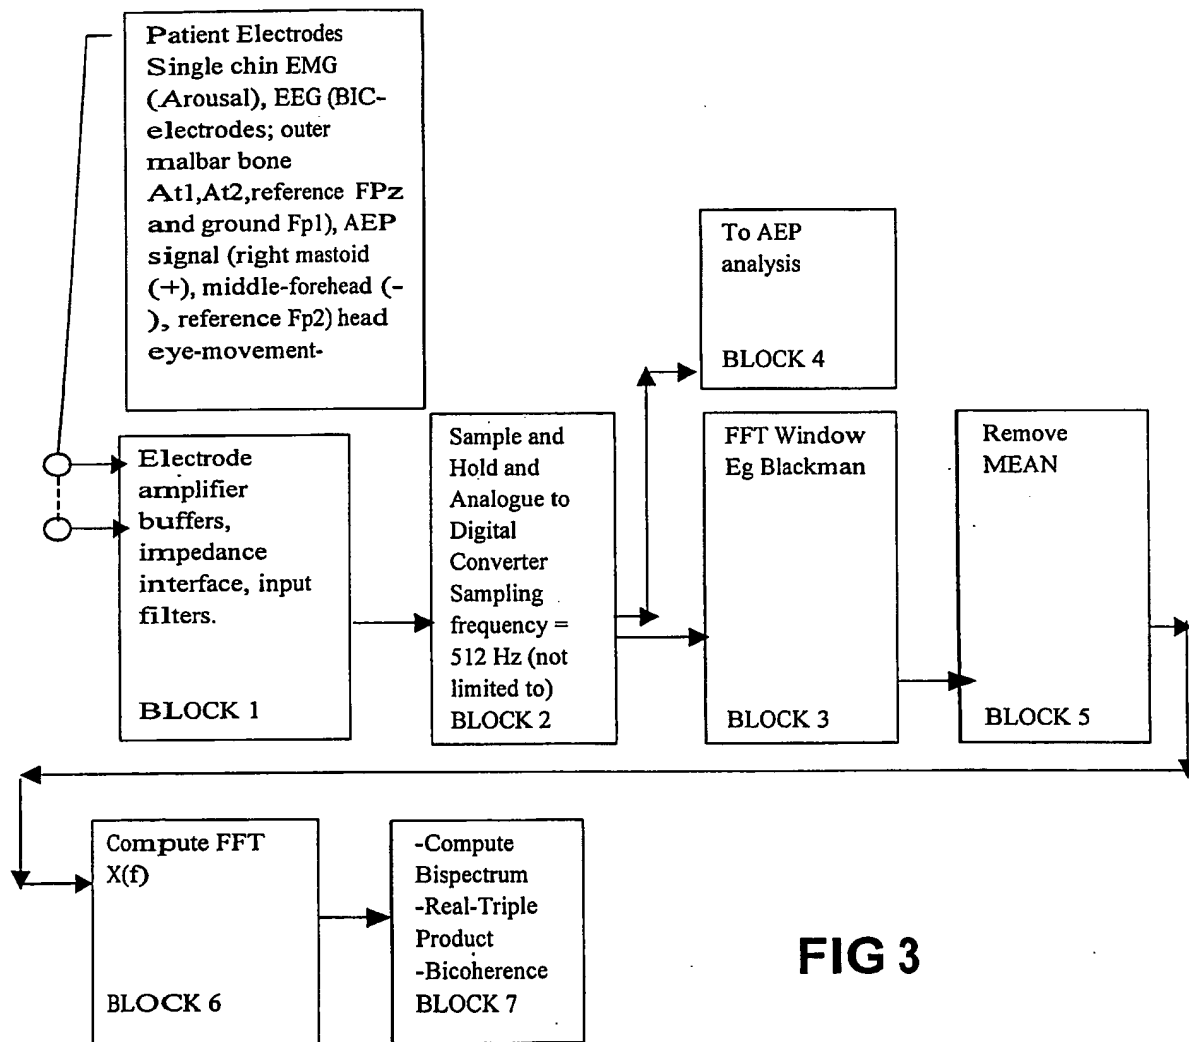 Patient Electrodes
Single chin EMG
(Arousal), EEG (BIC-
electrodes; outer
malbar bone
At1,At2,reference FPz
and ground Fp1), AEP
signal (right mastoid
(+), middle-forehead (-
), reference Fp2) head
eye-movement-
To AEP
analysis
BLOCK 4
Electrode
amplifier
buffers,
impedance
interface, input
filters.
BLOCK 1
Sample and
Hold and
Analogue to
Digital
Converter
Sampling
frequency =
512 Hz (not
limited to)
BLOCK 2
FFT Window
Eg Blackman
BLOCK 3
Remove
MEAN
BLOCK 5
Compute FFT
X(f)
BLOCK 6
-Compute
Bispectrum
-Real-Triple
Product
-Bicoherence
BLOCK 7
FIG 3